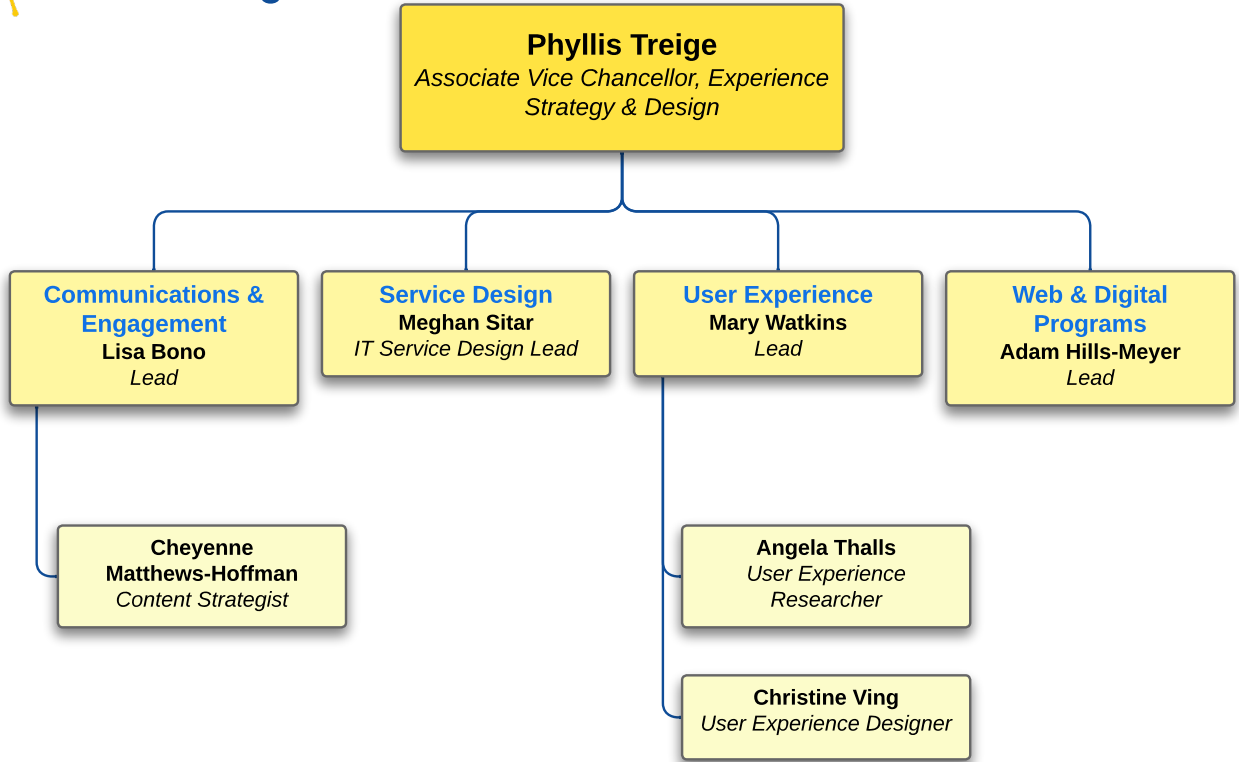 Phyllis Treige
Associate Vice Chancellor, Experience
Strategy & Design
Communications &
Engagement
Lisa Bono
Lead
Service Design
Meghan Sitar
IT Service Design Lead
User Experience
Mary Watkins
Lead
Web & Digital
Programs
Adam Hills-Meyer
Lead
Cheyenne
Matthews-Hoffman
Content Strategist
Angela Thalls
User Experience
Researcher
Christine Ving
User Experience Designer